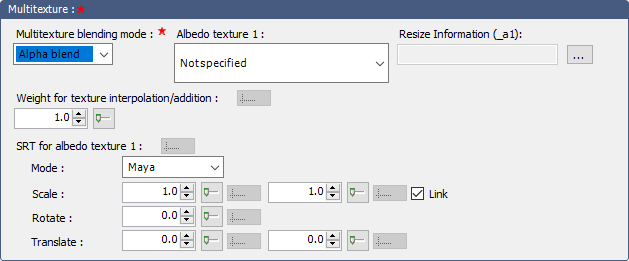 Multitexture : ★
Multitexture blending mode : ★ Albedo texture 1 : Resize Information (_a1):
Alpha blend Notspecified ...
Weight for texture interpolation/addition :
1.0
SRT for albedo texture 1 :
Mode : Maya
Scale : 1.0 1.0 Link
Rotate : 0.0
Translate : 0.0 0.0